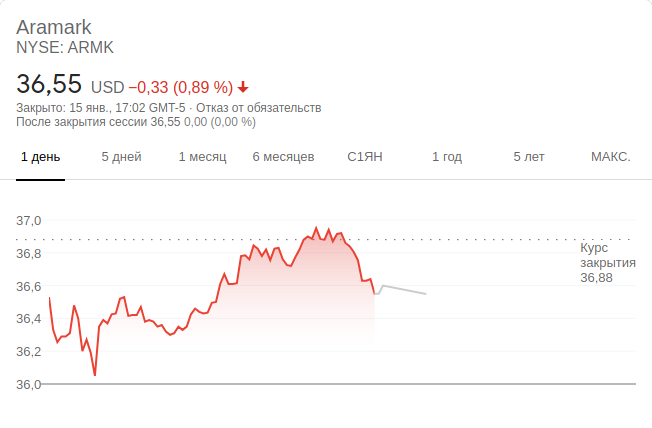 Aramark
NYSE: ARMK
36,55 USD −0,33 (0,89 %)
Закрыто: 15 янв., 17:02 GMT-5 · Отказ от обязательств
После закрытия сессии 36,55 0,00 (0,00 %)
1 день 5 дней 1 месяц 6 месяцев С1ЯН 1 год 5 лет МАКС.
37,0
36,8
36,6
36,4
36,2
36,0
Курс
закрытия
36,88